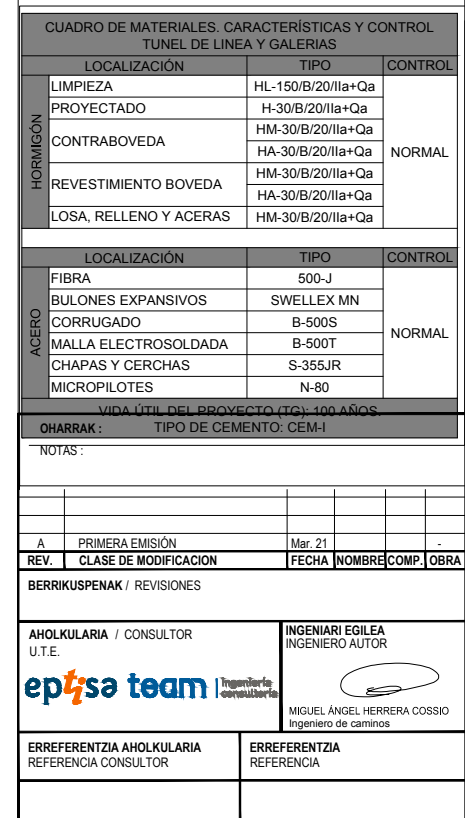 CUADRO DE MATERIALES. CARACTERÍSTICAS Y CONTROL
TUNEL DE LINEA Y GALERIAS
LOCALIZACIÓN TIPO CONTROL
HORMIGÓN
LIMPIEZA HL-150/B/20/IIa+Qa
PROYECTADO H-30/B/20/IIa+Qa
CONTRABOVEDA HM-30/B/20/IIa+Qa
HA-30/B/20/IIa+Qa
NORMAL
REVESTIMIENTO BOVEDA HM-30/B/20/IIa+Qa
HA-30/B/20/IIa+Qa
LOSA, RELLENO Y ACERAS HM-30/B/20/IIa+Qa
LOCALIZACIÓN TIPO CONTROL
ACERO
FIBRA 500-J
BULONES EXPANSIVOS SWELLEX MN
CORRUGADO B-500S
NORMAL
MALLA ELECTROSOLDADA B-500T
CHAPAS Y CERCHAS S-355JR
MICROPILOTES N-80
VIDA ÚTIL DEL PROYECTO (TG): 100 AÑOS.
OHARRAK : TIPO DE CEMENTO: CEM-I
NOTAS :
A PRIMERA EMISIÓN Mar. 21 -
REV. CLASE DE MODIFICACION FECHA NOMBRE COMP. OBRA
BERRIKUSPENAK / REVISIONES
AHOLKULARIA / CONSULTOR
U.T.E.
eptisa team ingeniería consultoría
INGENIARI EGILEA
INGENIERO AUTOR
MIGUEL ÁNGEL HERRERA COSSIO
Ingeniero de caminos
ERREFERENTZIA AHOLKULARIA
REFERENCIA CONSULTOR
ERREFERENTZIA
REFERENCIA